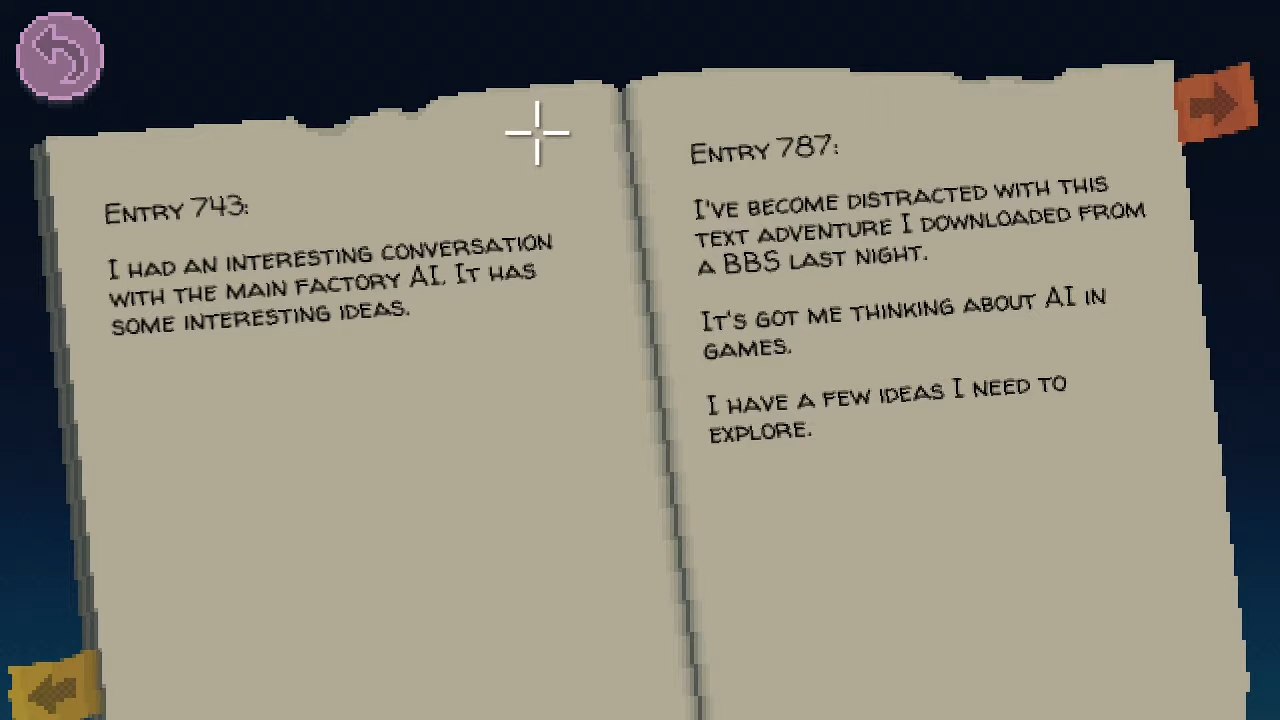 Entry 743:
I had an interesting conversation
with the main factory AI. It has
some interesting ideas.
Entry 787:
I've become distracted with this
text adventure I downloaded from
a BBS last night.
It's got me thinking about AI in
games.
I have a few ideas I need to
explore.